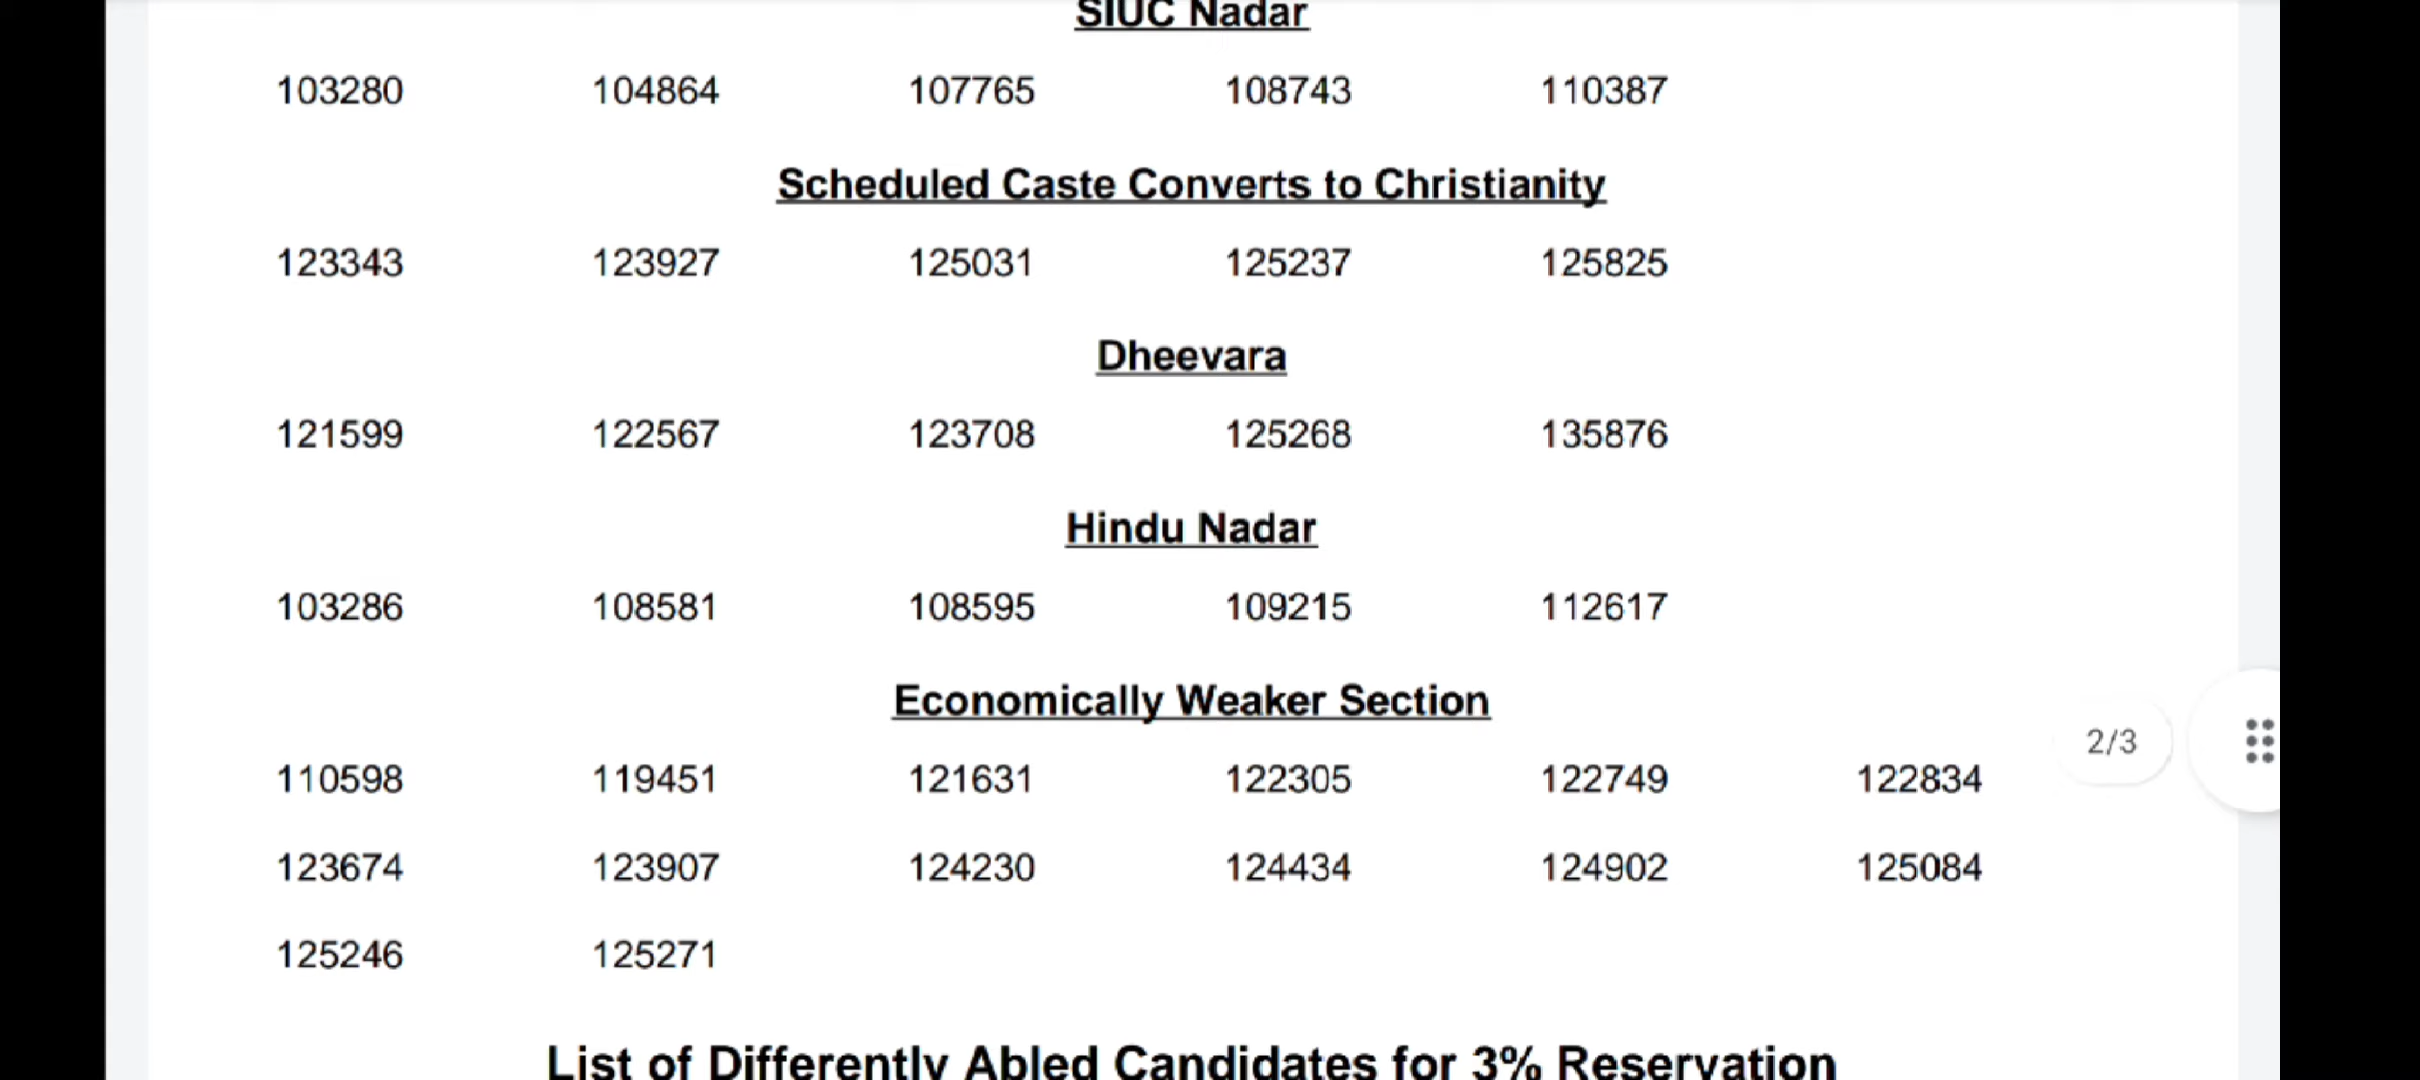 SIUC Nadar
103280 104864 107765 108743 110387
Scheduled Caste Converts to Christianity
123343 123927 125031 125237 125825
Dheevara
121599 122567 123708 125268 135876
Hindu Nadar
103286 108581 108595 109215 112617
Economically Weaker Section
110598 119451 121631 122305 122749 122834
2/3
123674 123907 124230 124434 124902 125084
125246 125271
List of Differently Abled Candidates for 3% Reservation